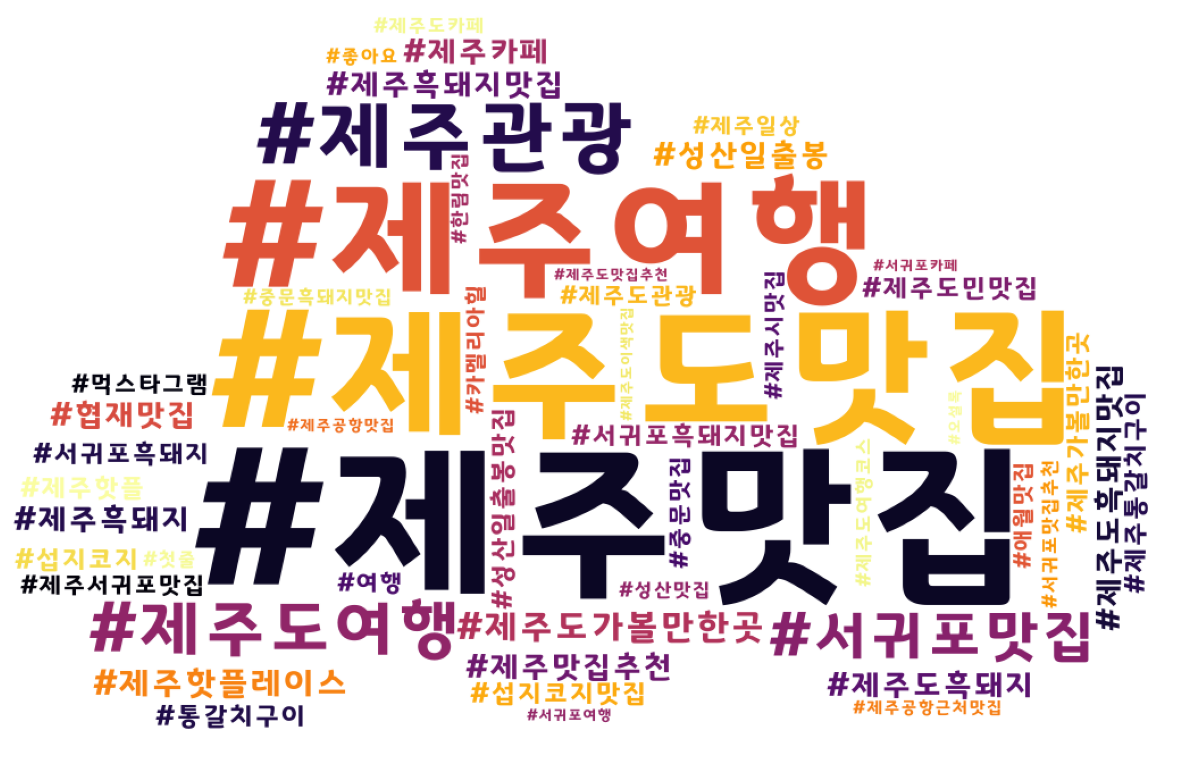 #제주도카페
#좋아요
#제주카페
#제주흑돼지맛집
#제주관광
#제주일상
#성산일출봉
#한림맛집
#제주여행
#제주도맛집추천
#서귀포카페
#중문흑돼지맛집
#제주도관광
#제주도민맛집
#카멜리아힐
#제주시맛집
#제주도이색맛집
#제주도맛집
#제주가볼만한곳
#먹스타그램
#협재맛집
#제주공항맛집
#오설록
#제주도흑돼지맛집
#제주통갈치구이
#서귀포흑돼지
#서귀포흑돼지맛집
#성산일출봉맛집
#제주핫플
#제주흑돼지
#제주맛집
#중문맛집
#제주도여행코스
#애월맛집
#서귀포맛집추천
#섭지코지
#첫줄
#제주서귀포맛집
#여행
#성산맛집
#제주도여행
#제주도가볼만한곳
#서귀포맛집
#제주맛집추천
#제주핫플레이스
#섭지코지맛집
#제주도흑돼지
#통갈치구이
#서귀포여행
#제주공항근처맛집